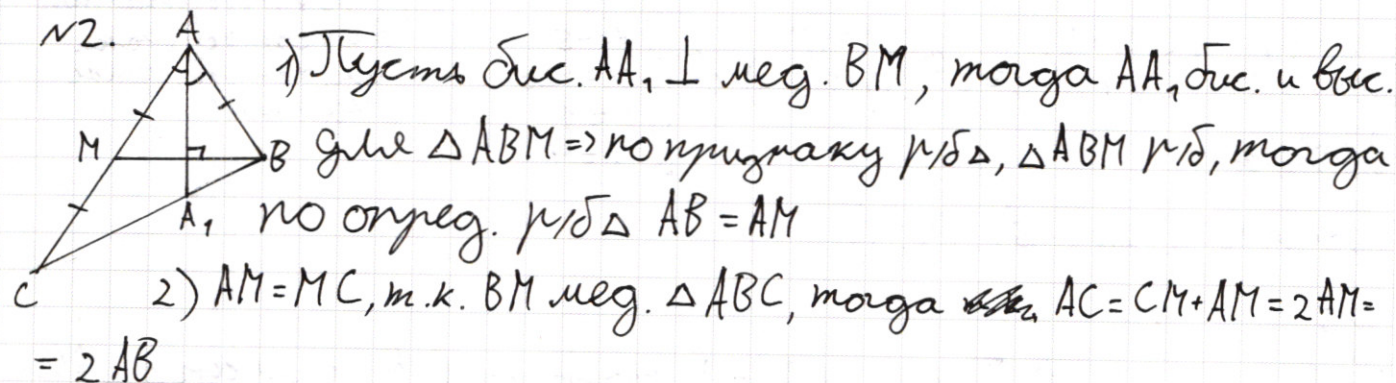 №2.
A
1) Пусть бис. AA₁ ⊥ мед. BM, тогда AA₁ бис. и выс.
M
B
для △ABM => по признаку р/б△, △ABM р/б, тогда
A₁
по опред. р/б△ AB = AM
C
2) AM = MC, т.к. BM мед. △ABC, тогда AC = CM + AM = 2AM =
= 2AB